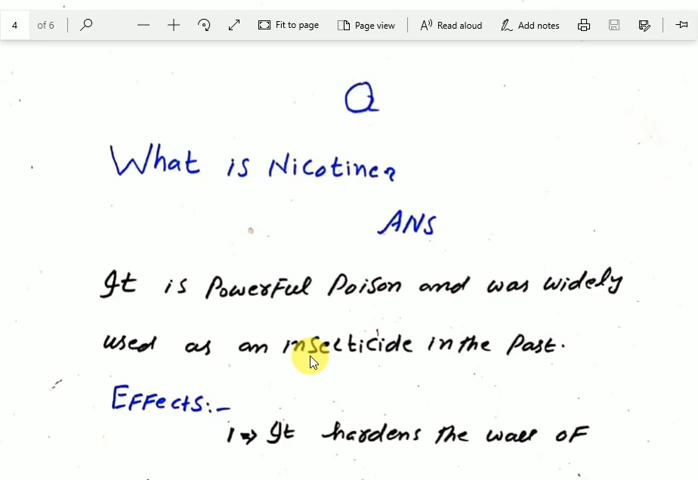 4 of 6 Fit to page Page view Read aloud Add notes
Q
What is Nicotine?
ANS
It is Powerful Poison and was widely
used as an inselticide in the Past.
Effects:-
1 ⇒ It hardens the wall of